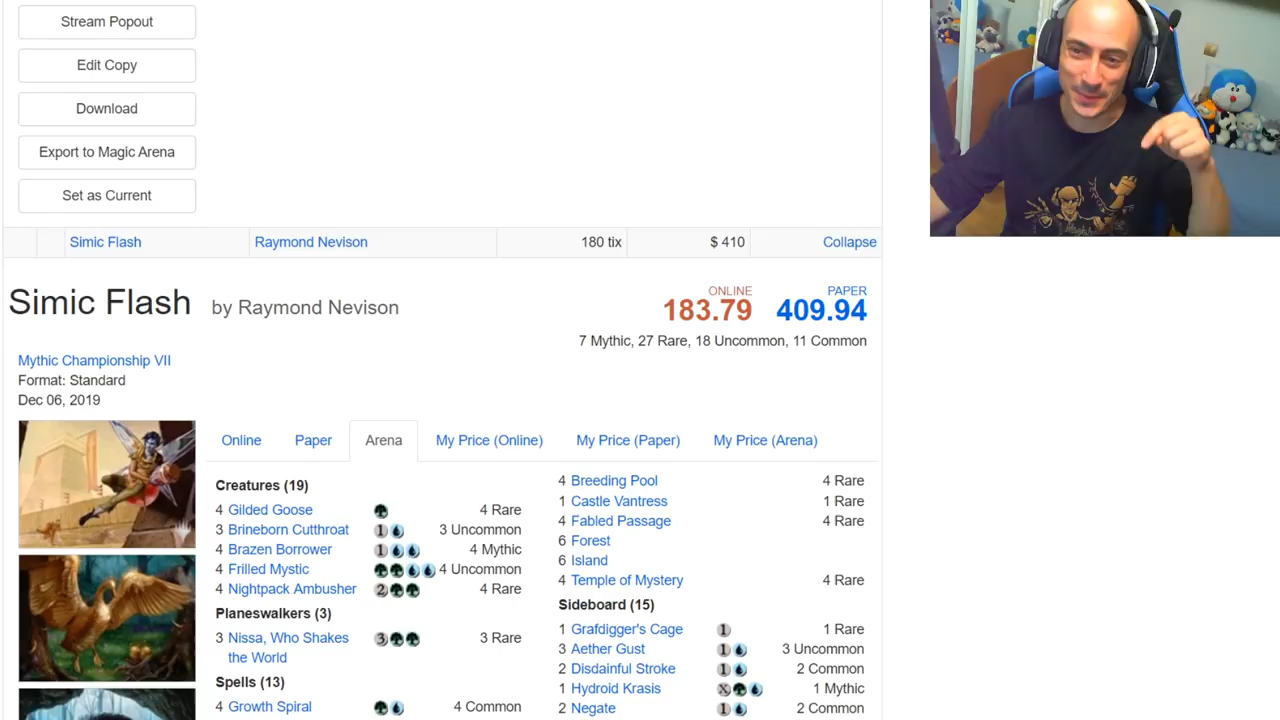 Stream Popout
Edit Copy
Download
Export to Magic Arena
Set as Current
Simic Flash Raymond Nevison 180 tix $ 410 Collapse
Simic Flash by Raymond Nevison
ONLINE PAPER
183.79 409.94
7 Mythic, 27 Rare, 18 Uncommon, 11 Common
Mythic Championship VII
Format: Standard
Dec 06, 2019
Online Paper Arena My Price (Online) My Price (Paper) My Price (Arena)
Creatures (19)
4 Gilded Goose 4 Rare
3 Brineborn Cutthroat 1 3 Uncommon
4 Brazen Borrower 1 4 Mythic
4 Frilled Mystic 4 Uncommon
4 Nightpack Ambusher 2 4 Rare
Planeswalkers (3)
3 Nissa, Who Shakes 3 3 Rare
the World
Spells (13)
4 Growth Spiral 4 Common
4 Breeding Pool 4 Rare
1 Castle Vantress 1 Rare
4 Fabled Passage 4 Rare
6 Forest
6 Island
4 Temple of Mystery 4 Rare
Sideboard (15)
1 Grafdigger's Cage 1 1 Rare
3 Aether Gust 1 3 Uncommon
2 Disdainful Stroke 1 2 Common
1 Hydroid Krasis X 1 Mythic
2 Negate 1 2 Common